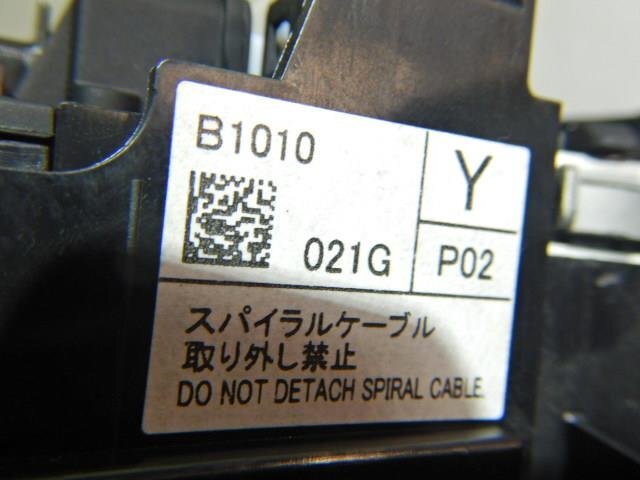 B1010
Y
021G
P02
スパイラルケーブル
取り外し禁止
DO NOT DETACH SPIRAL CABLE.